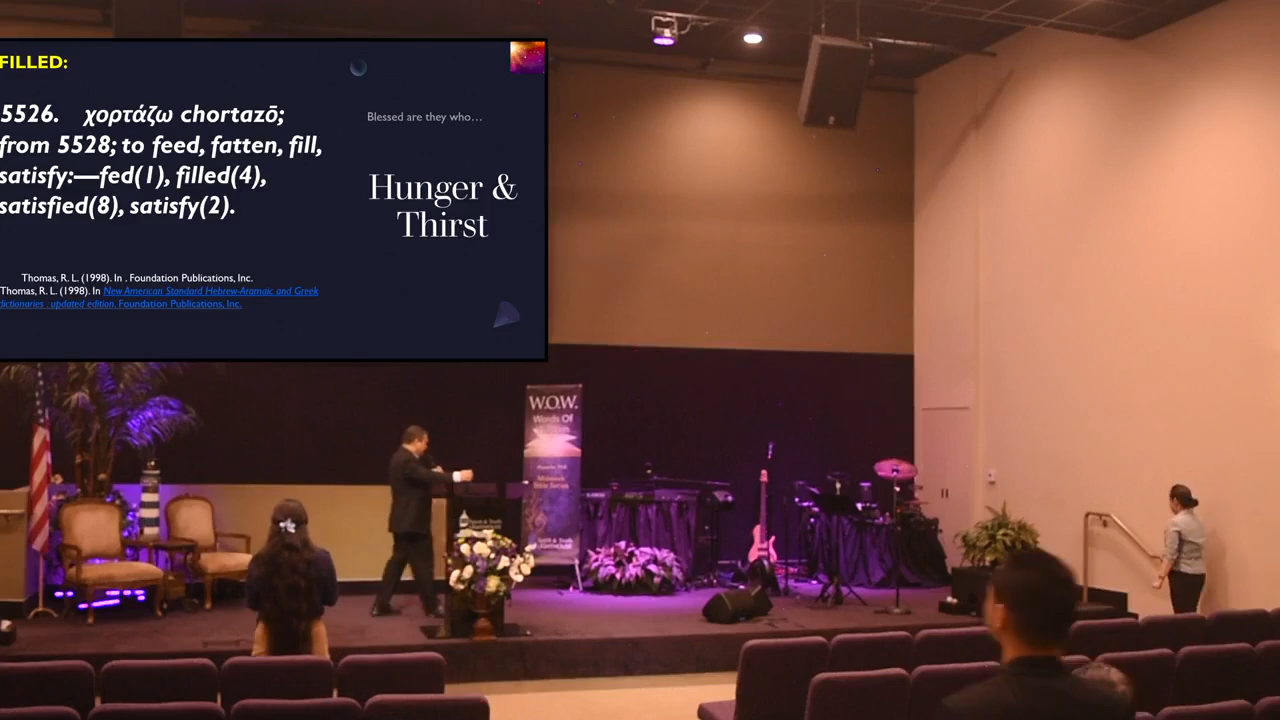 FILLED:
5526. χορτάζω chortazō;
from 5528; to feed, fatten, fill,
satisfy:—fed(1), filled(4),
satisfied(8), satisfy(2).
Thomas, R. L. (1998). In . Foundation Publications, Inc.
Thomas, R. L. (1998). In New American Standard Hebrew-Aramaic and Greek
dictionaries : updated edition. Foundation Publications, Inc.
Blessed are they who…
Hunger &
Thirst
W.O.W.
Words Of
Bible Series